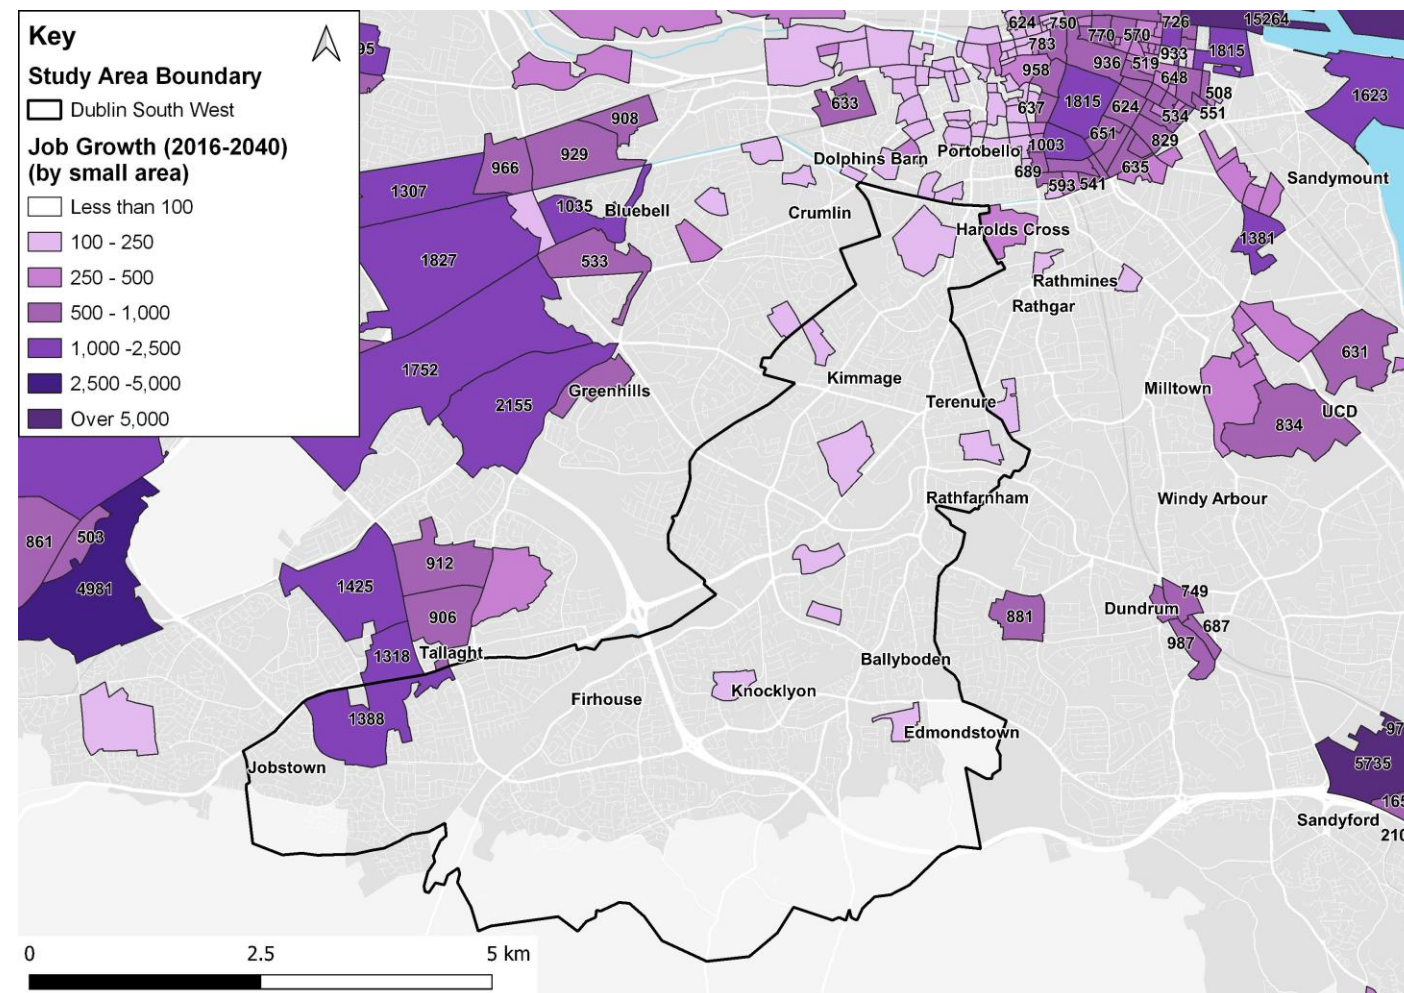 Key
Study Area Boundary
Dublin South West
Job Growth (2016-2040)
(by small area)
Less than 100
100 - 250
250 - 500
500 - 1,000
1,000 -2,500
2,500 -5,000
Over 5,000
95
624
750
726
15264
770
570
783
933
1815
936
519
958
648
1623
508
633
637
1815
624
534
551
908
651
829
929
1003
966
Dolphins Barn
Portobello
635
689
593
541
Sandymount
1307
1035
Bluebell
Crumlin
Harolds Cross
1381
1827
533
Rathmines
Rathgar
631
1752
Kimmage
Greenhills
Milltown
2155
Terenure
UCD
834
Rathfarnham
Windy Arbour
861
503
912
1425
4981
749
906
881
Dundrum
687
987
1318
Tallaght
Ballyboden
Firhouse
Knocklyon
1388
Edmondstown
97
Jobstown
5735
165
Sandyford
210
0
2.5
5 km